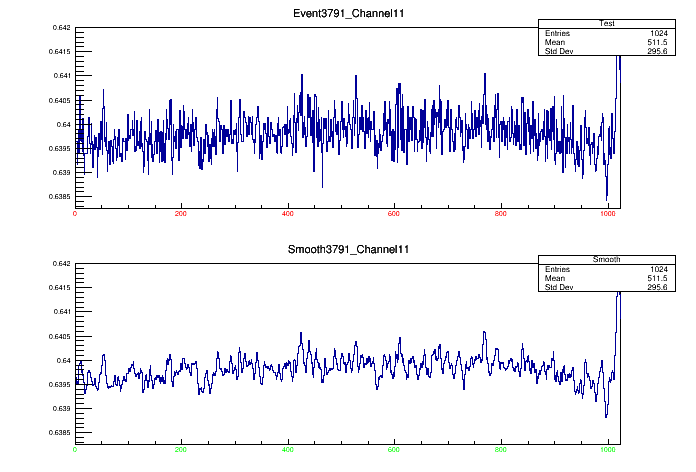 Event3791_Channel11
Test
Entries 1024
Mean 511.5
Std Dev 295.6
0.642
0.6415
0.641
0.6405
0.64
0.6395
0.639
0.6385
0 200 400 600 800 1000
Smooth3791_Channel11
Smooth
Entries 1024
Mean 511.5
Std Dev 295.6
0.642
0.6415
0.641
0.6405
0.64
0.6395
0.639
0.6385
0 200 400 600 800 1000